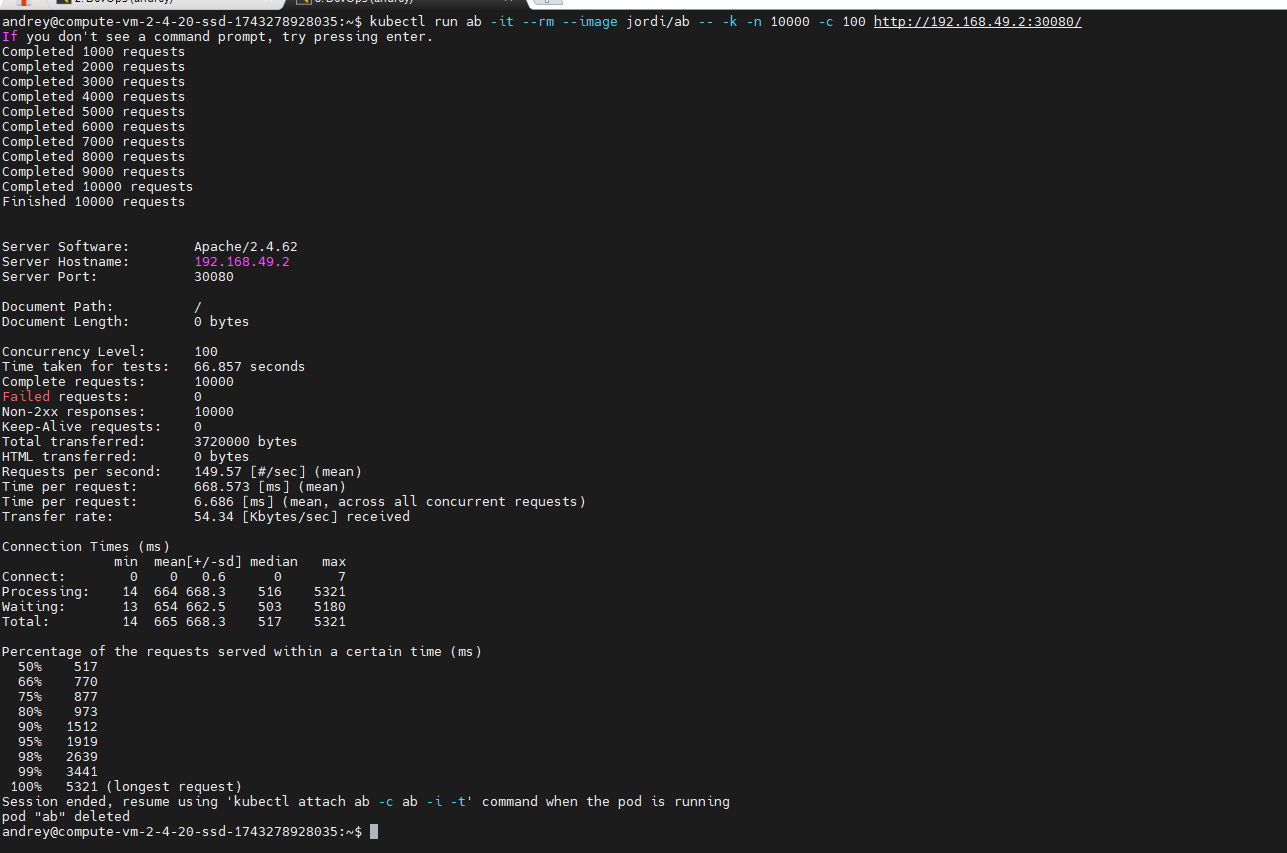 andrey@compute-vm-2-4-20-ssd-1743278928035:~$ kubectl run ab -it --rm --image jordi/ab -- -k -n 10000 -c 100 http://192.168.49.2:30080/
If you don't see a command prompt, try pressing enter.
Completed 1000 requests
Completed 2000 requests
Completed 3000 requests
Completed 4000 requests
Completed 5000 requests
Completed 6000 requests
Completed 7000 requests
Completed 8000 requests
Completed 9000 requests
Completed 10000 requests
Finished 10000 requests
Server Software:        Apache/2.4.62
Server Hostname:        192.168.49.2
Server Port:            30080
Document Path:          /
Document Length:        0 bytes
Concurrency Level:      100
Time taken for tests:   66.857 seconds
Complete requests:      10000
Failed requests:        0
Non-2xx responses:      10000
Keep-Alive requests:    0
Total transferred:      3720000 bytes
HTML transferred:       0 bytes
Requests per second:    149.57 [#/sec] (mean)
Time per request:       668.573 [ms] (mean)
Time per request:       6.686 [ms] (mean, across all concurrent requests)
Transfer rate:          54.34 [Kbytes/sec] received
Connection Times (ms)
              min  mean[+/-sd] median   max
Connect:        0    0   0.6      0       7
Processing:    14  664 668.3    516    5321
Waiting:       13  654 662.5    503    5180
Total:         14  665 668.3    517    5321
Percentage of the requests served within a certain time (ms)
  50%    517
  66%    770
  75%    877
  80%    973
  90%   1512
  95%   1919
  98%   2639
  99%   3441
 100%   5321 (longest request)
Session ended, resume using 'kubectl attach ab -c ab -i -t' command when the pod is running
pod "ab" deleted
andrey@compute-vm-2-4-20-ssd-1743278928035:~$